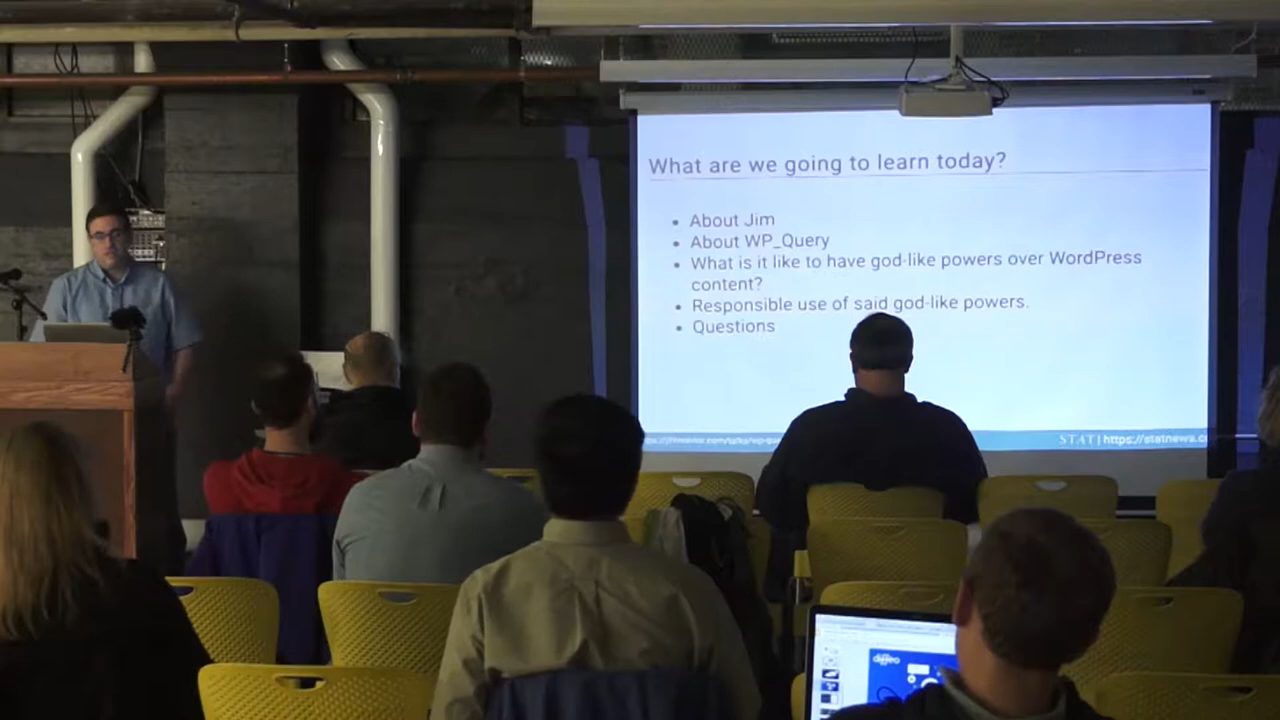 What are we going to learn today?
About Jim
About WP_Query
What is it like to have god-like powers over WordPress
content?
Responsible use of said god-like powers.
Questions
STAT | https://statnews.co